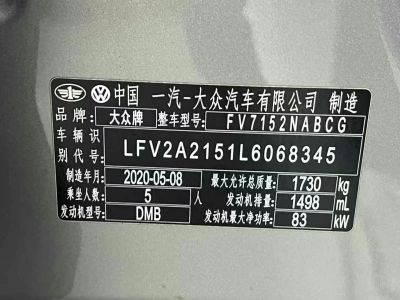 中国 一汽-大众汽车有限公司 制造
品牌: 大众牌 整车型号: FV7152NABCG
车辆识别代号: LFV2A2151L6068345
制造年月: 2020-05-08 最大允许总质量: 1730 kg
乘坐人数: 5 发动机排量: 1498 mL
发动机型号: DMB 发动机最大净功率: 83 kW